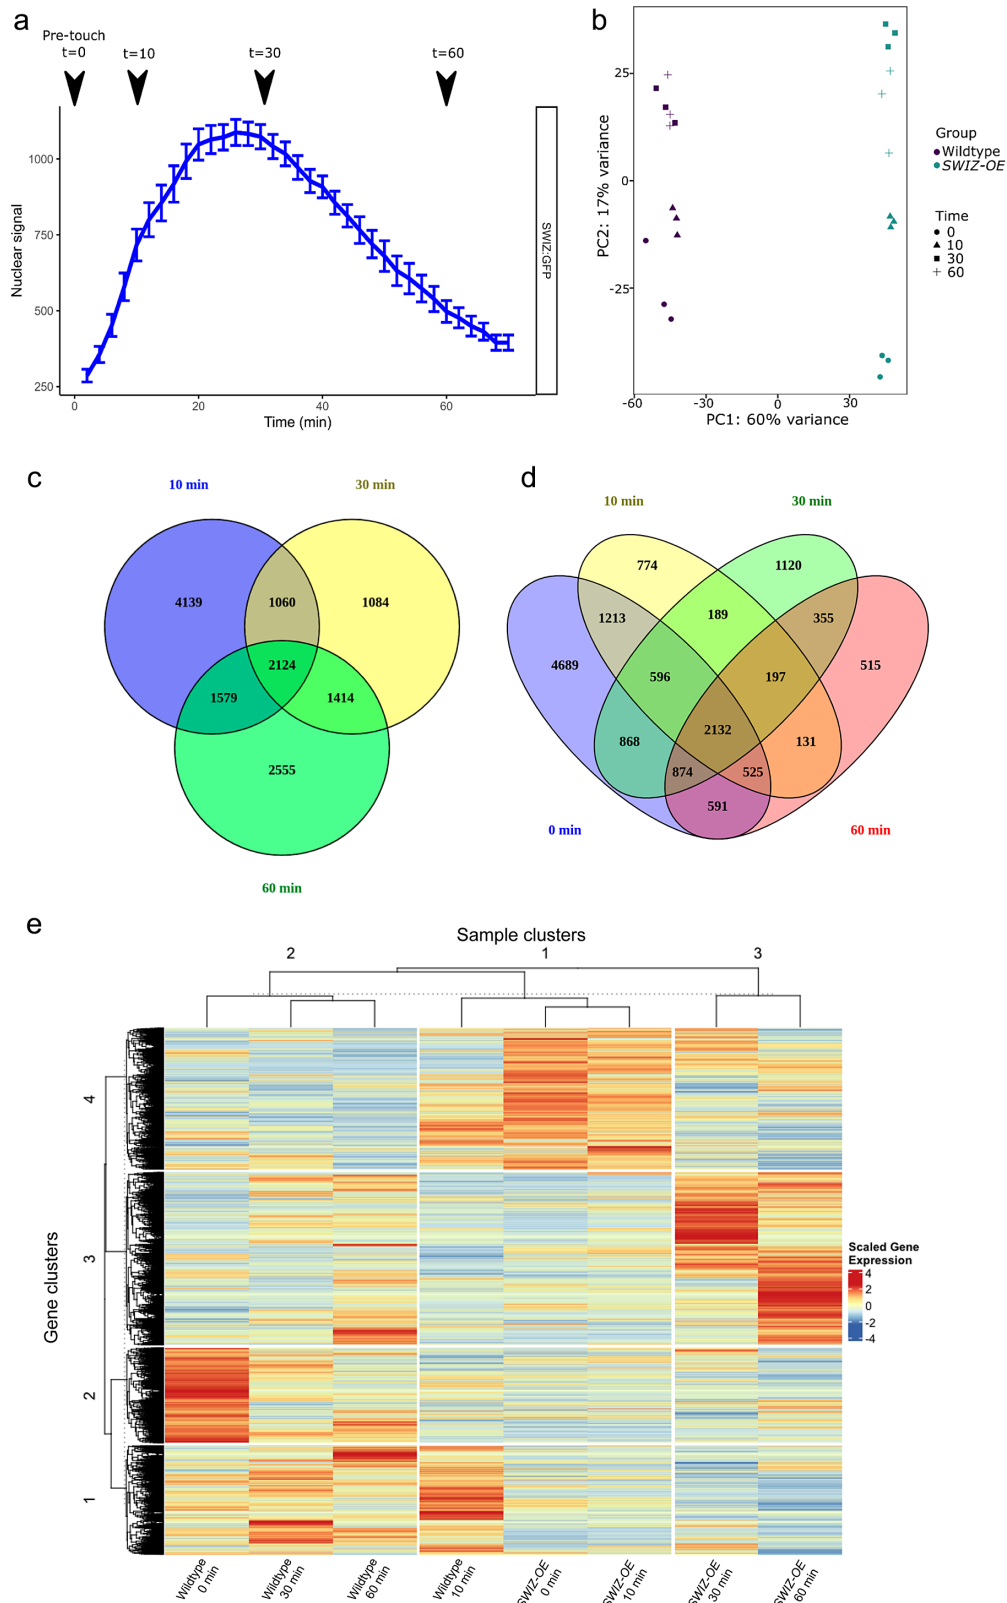 a
Pre-touch
t=0
t=10
t=30
t=60
1000
750
500
250
Nuclear signal
0
20
40
60
Time (min)
SWIZ:GFP
b
25
0
-25
PC2: 17% variance
-60
-30
0
30
PC1: 60% variance
Group
Wildtype
SWIZ-OE
Time
0
10
30
60
c
10 min
30 min
4139
1060
1084
2124
1579
1414
2555
60 min
d
10 min
30 min
774
1120
1213
189
355
4689
596
197
515
2132
868
131
874
525
591
0 min
60 min
e
Sample clusters
2
1
3
Gene clusters
4
3
2
1
Scaled Gene
Expression
4
2
0
-2
-4
Wildtype
0 min
Wildtype
30 min
Wildtype
60 min
Wildtype
10 min
SWIZ-OE
0 min
SWIZ-OE
10 min
SWIZ-OE
30 min
SWIZ-OE
60 min